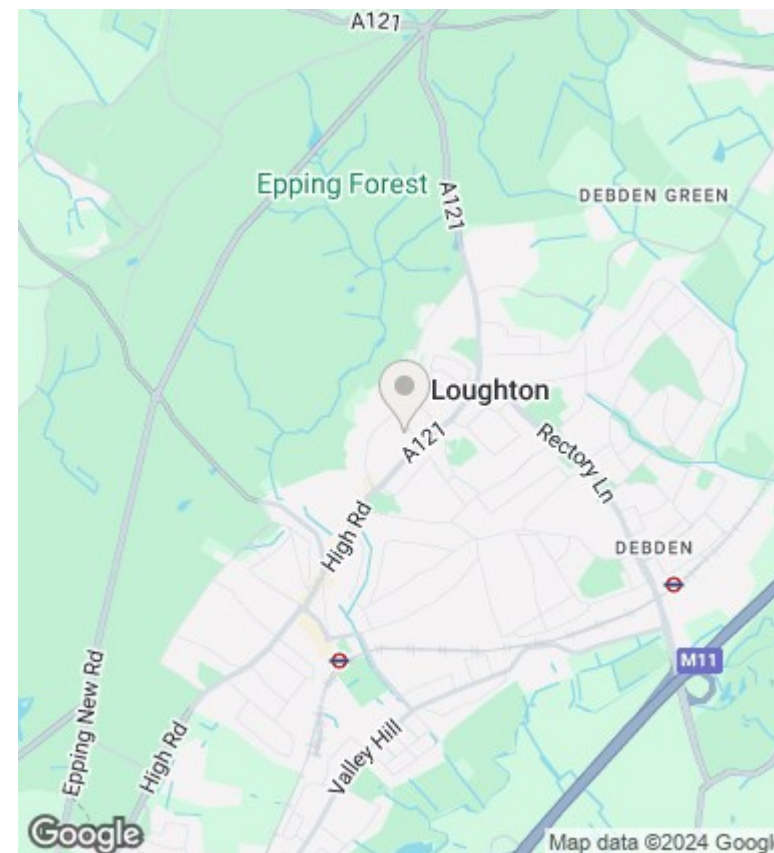 A121
Epping Forest
A121
DEBDEN GREEN
Loughton
A121
Rectory Ln
High Rd
DEBDEN
M11
Epping New Rd
High Rd
Valley Hill
Google
Map data ©2024 Googl